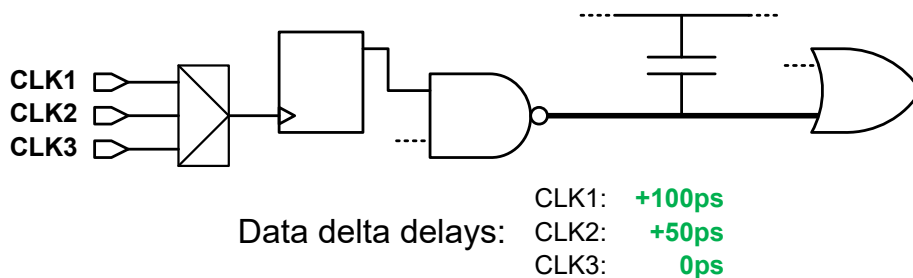 CLK1
CLK2
CLK3
Data delta delays:
CLK1: +100ps
CLK2: +50ps
CLK3: 0ps